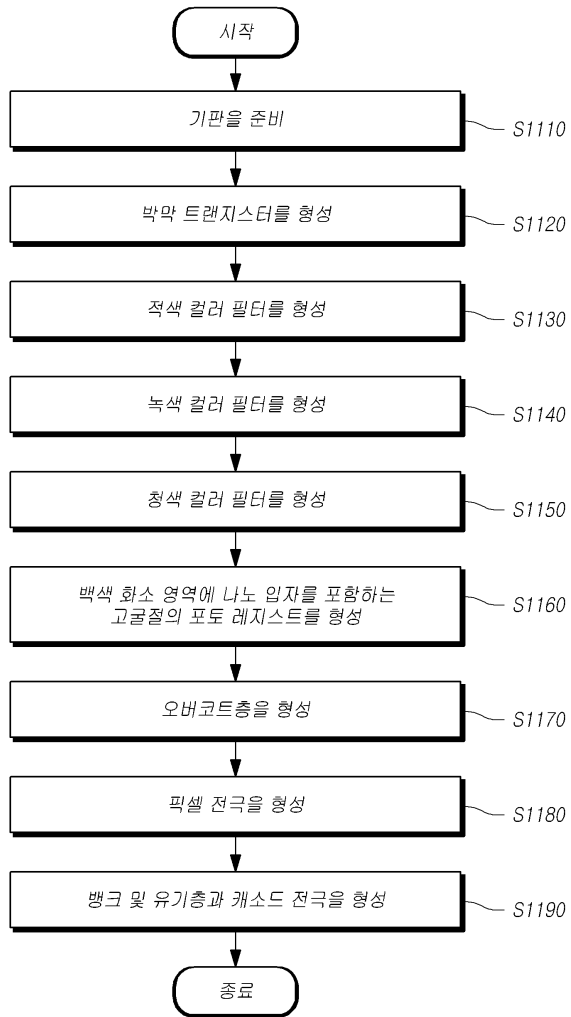 시작
기판을 준비
S1110
박막 트랜지스터를 형성
S1120
적색 컬러 필터를 형성
S1130
녹색 컬러 필터를 형성
S1140
청색 컬러 필터를 형성
S1150
백색 화소 영역에 나노 입자를 포함하는
고굴절의 포토 레지스트를 형성
S1160
오버코트층을 형성
S1170
픽셀 전극을 형성
S1180
뱅크 및 유기층과 캐소드 전극을 형성
S1190
종료